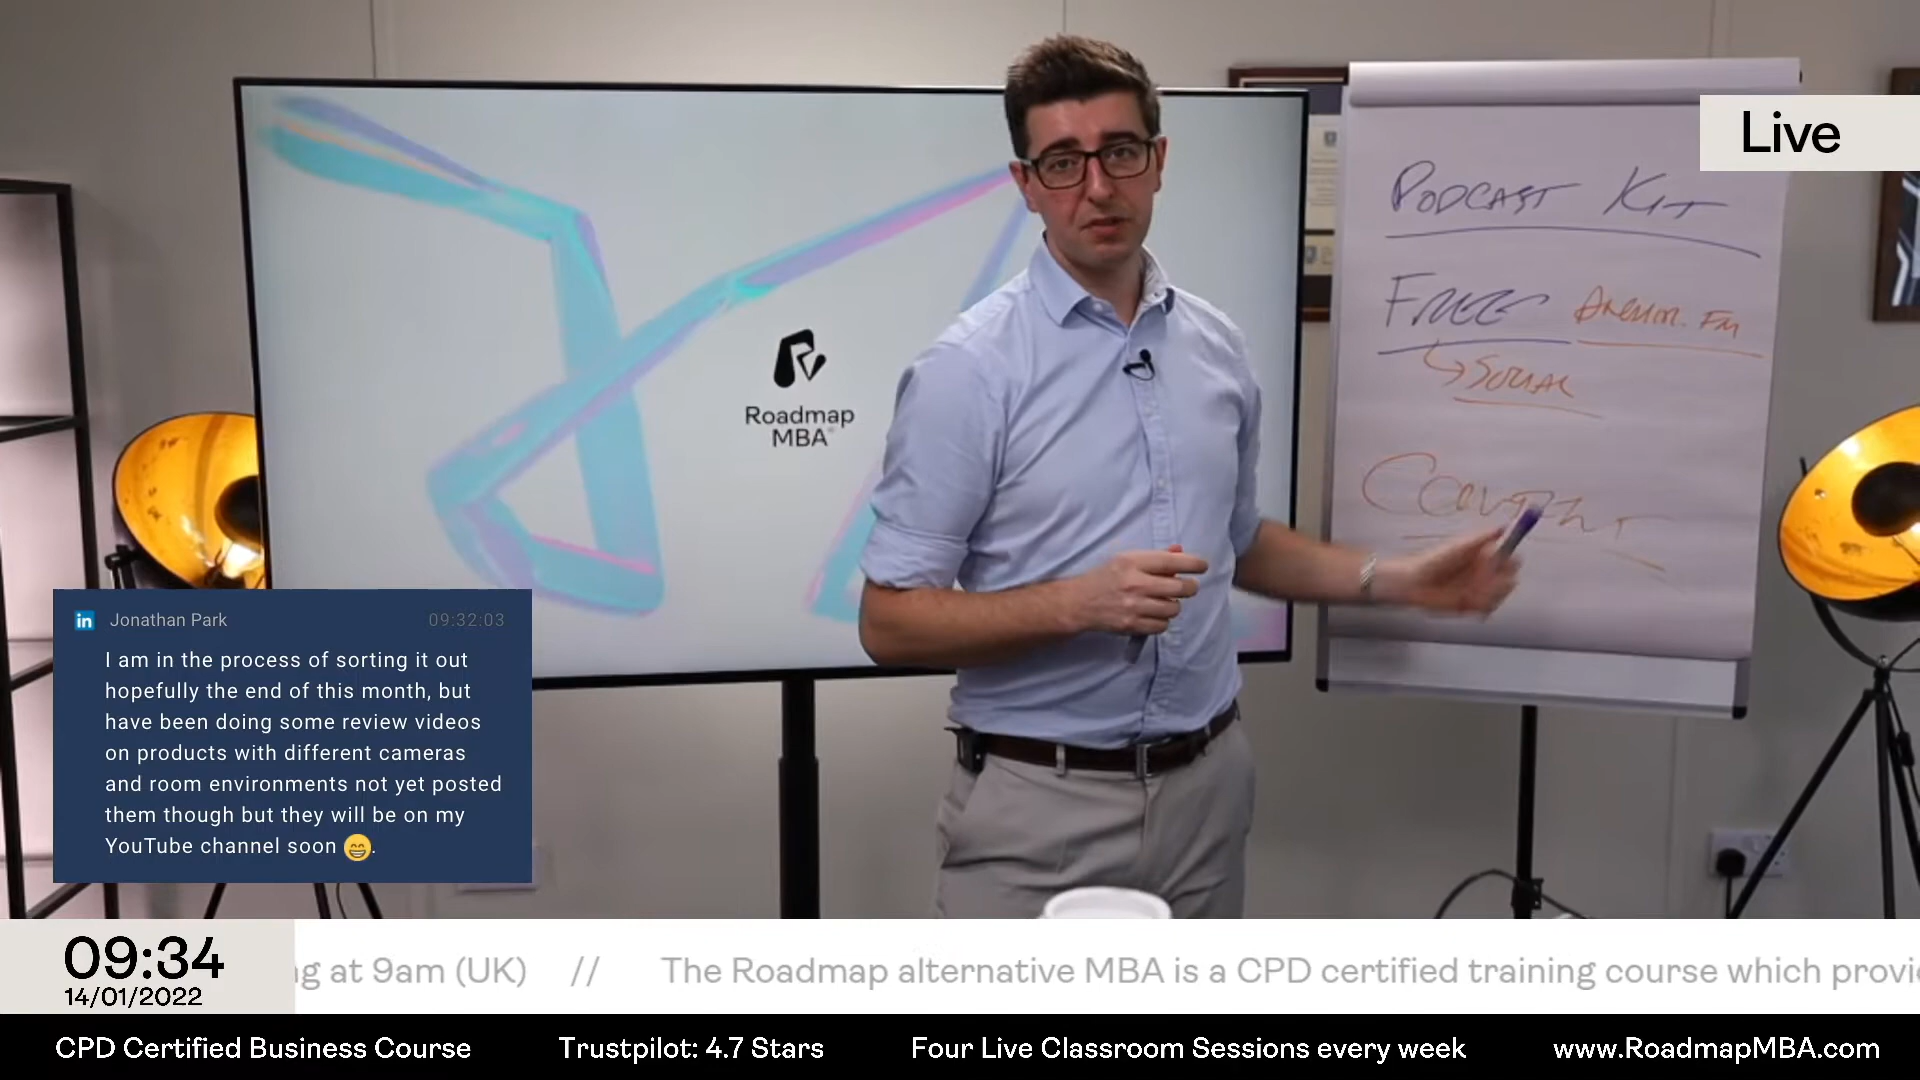 Live
PODCAST KIT
FREE Anchor.FM
SOCIAL
CONTENT
Roadmap
MBA
in Jonathan Park 09:32:03
I am in the process of sorting it out
hopefully the end of this month, but
have been doing some review videos
on products with different cameras
and room environments not yet posted
them though but they will be on my
YouTube channel soon 😁.
09:34
14/01/2022
ng at 9am (UK) // The Roadmap alternative MBA is a CPD certified training course which provi
CPD Certified Business Course Trustpilot: 4.7 Stars Four Live Classroom Sessions every week www.RoadmapMBA.com